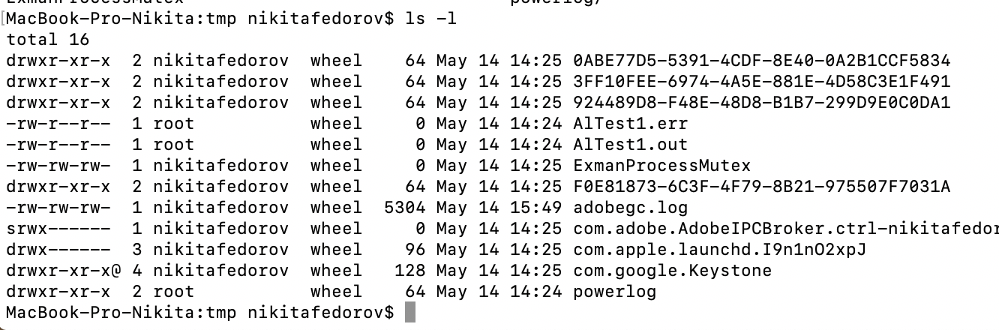 ExmanProcessMutex powerlog/
[MacBook-Pro-Nikita:tmp nikitafedorov$ ls -l
total 16
drwxr-xr-x  2 nikitafedorov  wheel    64 May 14 14:25 0ABE77D5-5391-4CDF-8E40-0A2B1CCF5834
drwxr-xr-x  2 nikitafedorov  wheel    64 May 14 14:25 3FF10FEE-6974-4A5E-881E-4D58C3E1F491
drwxr-xr-x  2 nikitafedorov  wheel    64 May 14 14:25 924489D8-F48E-48D8-B1B7-299D9E0C0DA1
-rw-r--r--  1 root           wheel     0 May 14 14:24 AlTest1.err
-rw-r--r--  1 root           wheel     0 May 14 14:24 AlTest1.out
-rw-rw-rw-  1 nikitafedorov  wheel     0 May 14 14:25 ExmanProcessMutex
drwxr-xr-x  2 nikitafedorov  wheel    64 May 14 14:25 F0E81873-6C3F-4F79-8B21-975507F7031A
-rw-rw-rw-  1 nikitafedorov  wheel  5304 May 14 15:49 adobegc.log
srwx------  1 nikitafedorov  wheel     0 May 14 14:25 com.adobe.AdobeIPCBroker.ctrl-nikitafedor
drwx------  3 nikitafedorov  wheel    96 May 14 14:25 com.apple.launchd.I9n1nO2xpJ
drwxr-xr-x@ 4 nikitafedorov  wheel   128 May 14 14:25 com.google.Keystone
drwxr-xr-x  2 root           wheel    64 May 14 14:24 powerlog
MacBook-Pro-Nikita:tmp nikitafedorov$